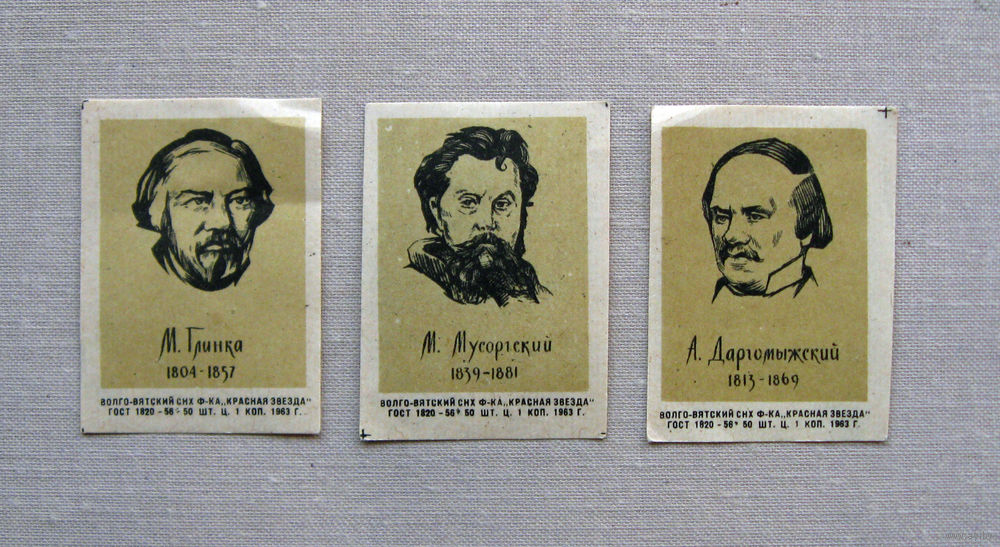 М. Глинка
1804-1857
ВОЛГО-ВЯТСКИЙ СНХ Ф-КА„КРАСНАЯ ЗВЕЗДА"
ГОСТ 1820-56· 50 ШТ. Ц. 1 КОП. 1963 Г.
М. Мусоргский
1839-1881
ВОЛГО-ВЯТСКИЙ СНХ Ф-КА„КРАСНАЯ ЗВЕЗДА"
ГОСТ 1820-56· 50 ШТ. Ц. 1 КОП. 1963 Г.
А. Даргомыжский
1813-1869
ВОЛГО-ВЯТСКИЙ СНХ Ф-КА„КРАСНАЯ ЗВЕЗДА"
ГОСТ 1820-56· 50 ШТ. Ц. 1 КОП. 1963 Г.